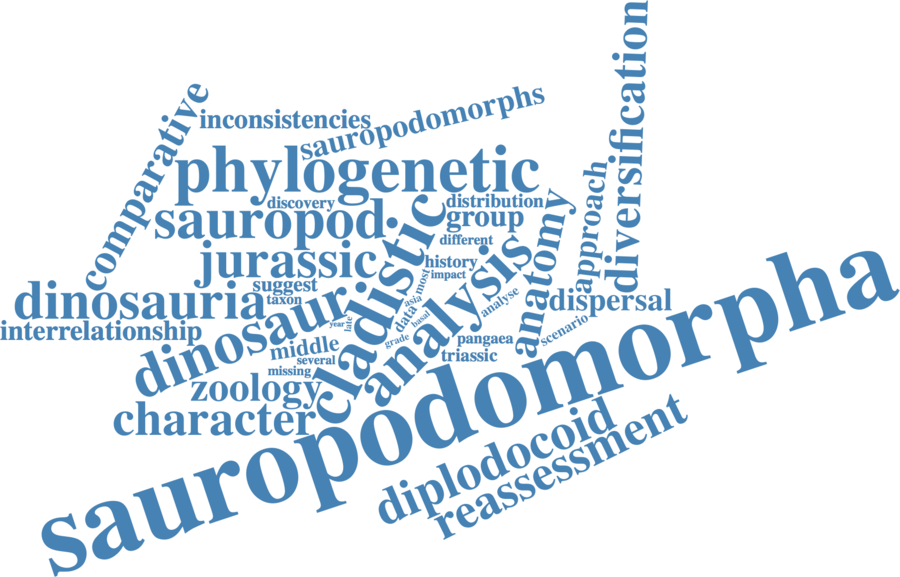 diversification
comparative
inconsistencies
sauropodomorphs
phylogenetic
discovery
distribution
sauropod
group
approach
cladistic
anatomy
different
jurassic
history
analysis
impact
most
suggest
dinosauria
taxon
asia
data
analyse
dispersal
interrelationship
dinosaur
year
late
basal
grade
scenario
pangaea
middle
several
triassic
missing
zoology
character
sauropodomorpha
diplodocoid
reassessment